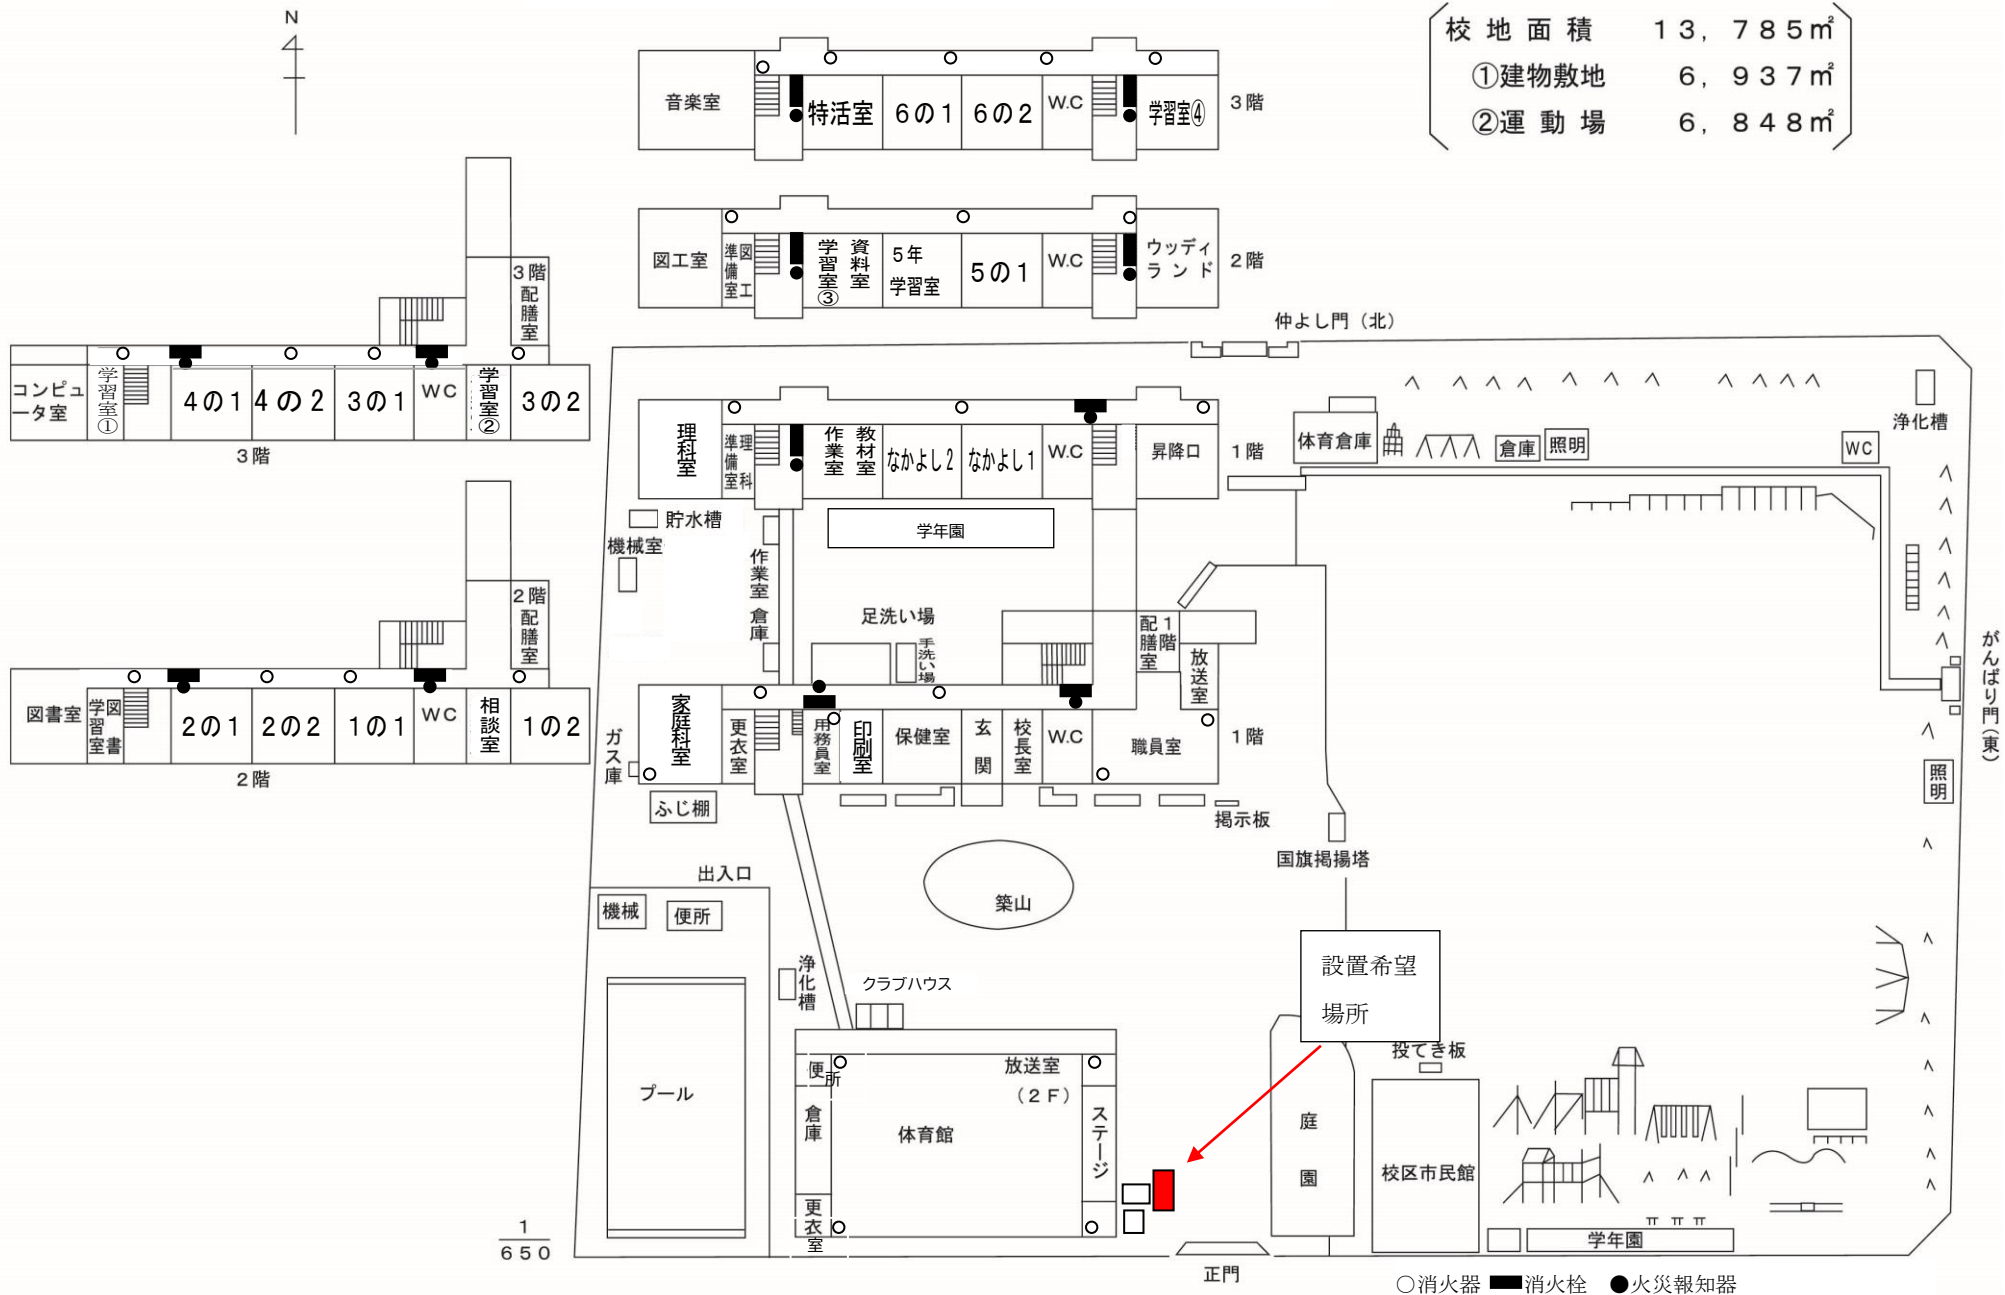 N
校地面積 13,785㎡
①建物敷地 6,937㎡
②運動場 6,848㎡
音楽室
特活室
6の1
6の2
W.C
学習室④
3階
図工室
図工準備室
学習室③
資料室
5年
学習室
5の1
W.C
ウッディ
ランド
2階
3階
配膳室
コンピュ
ータ室
学習室①
4の1
4の2
3の1
WC
学習室②
3の2
3階
2階
配膳室
図書室
図書学習室
2の1
2の2
1の1
WC
相談室
1の2
2階
仲よし門（北）
理科室
理科準備室
作業室
教材室
なかよし2
なかよし1
W.C
昇降口
1階
体育倉庫
倉庫
照明
WC
浄化槽
貯水槽
機械室
学年園
作業室
倉庫
足洗い場
手洗い場
1階
配膳室
放送室
がんばり門（東）
家庭科室
更衣室
用務員室
印刷室
保健室
玄関
校長室
W.C
職員室
1階
ガス庫
ふじ棚
掲示板
照明
国旗掲揚塔
出入口
機械
便所
築山
浄化槽
クラブハウス
設置希望
場所
投てき板
プール
便所
倉庫
更衣室
体育館
放送室
（2F）
ステージ
庭園
校区市民館
学年園
1
650
正門
○消火器 ■消火栓 ●火災報知器